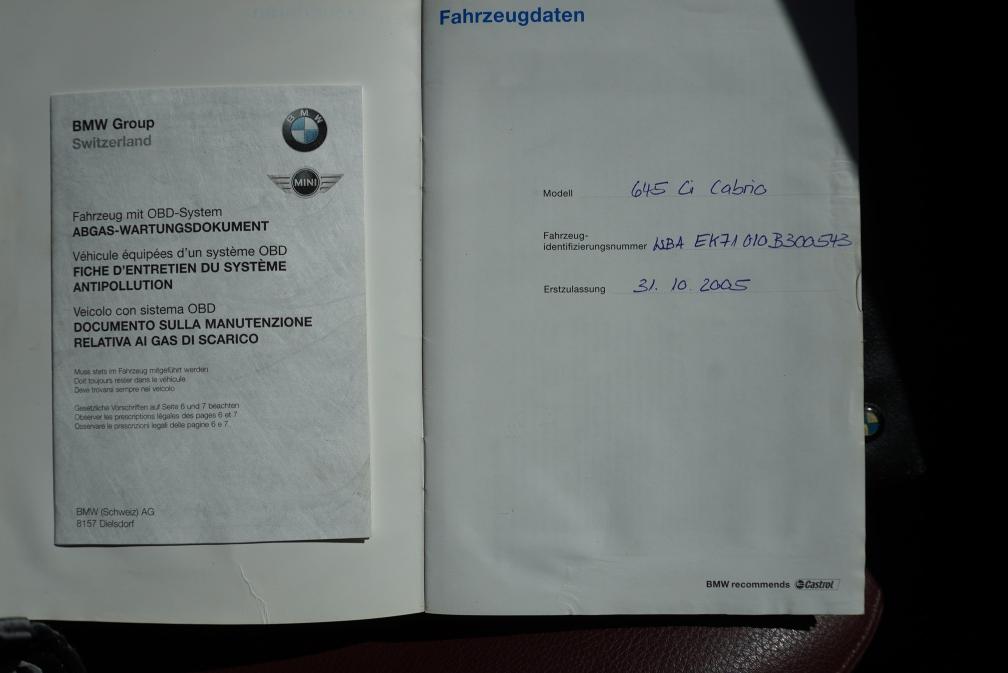 BMW Group
Switzerland
BMW
MINI
Fahrzeug mit OBD-System
ABGAS-WARTUNGSDOKUMENT
Véhicule équipées d'un système OBD
FICHE D'ENTRETIEN DU SYSTÈME
ANTIPOLLUTION
Veicolo con sistema OBD
DOCUMENTO SULLA MANUTENZIONE
RELATIVA AI GAS DI SCARICO
Muss stets im Fahrzeug mitgeführt werden
Doit toujours rester dans le véhicule
Deve trovarsi sempre nel veicolo
Gesetzliche Vorschriften auf Seite 6 und 7 beachten
Observer les prescriptions légales des pages 6 et 7
Osservare le prescrizioni legali delle pagine 6 e 7
BMW (Schweiz) AG
8157 Dielsdorf
Fahrzeugdaten
Modell 645 Ci Cabrio
Fahrzeug-
identifizierungsnummer WBA EK71 010 B300543
Erstzulassung 31. 10. 2005
BMW recommends Castrol